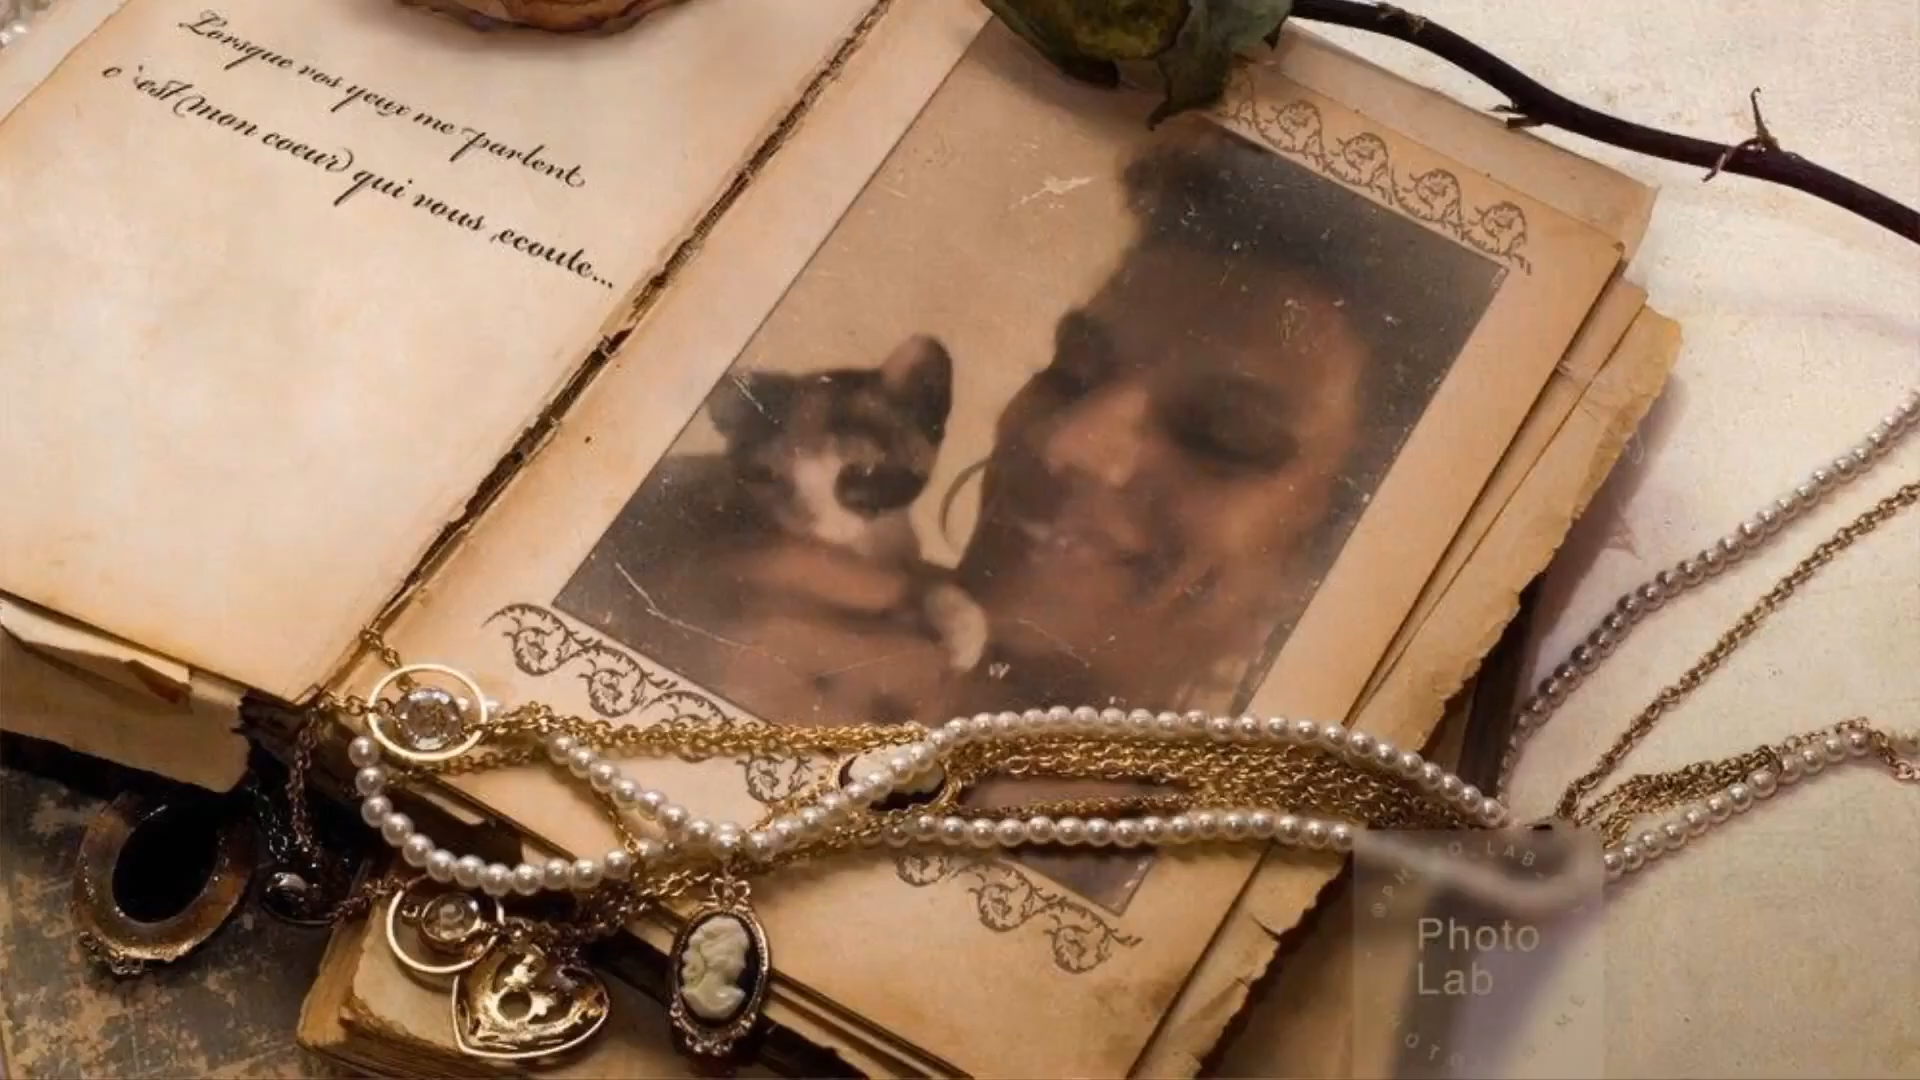 Lorsque vos yeux me parlent
c'est mon coeur qui vous ecoute...
Photo
Lab